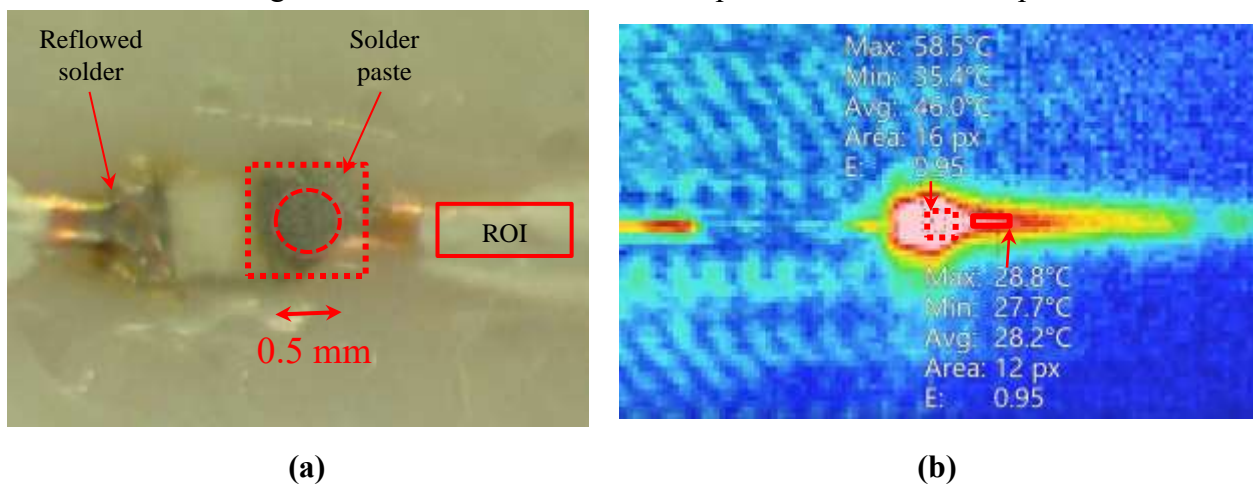 Reflowed
solder
Solder
paste
ROI
0.5 mm
(a)
Max: 58.5°C
Min: 35.4°C
Avg: 46.0°C
Area: 16 px
E: 0.95
Max: 28.8°C
Min: 27.7°C
Avg: 28.2°C
Area: 12 px
E: 0.95
(b)